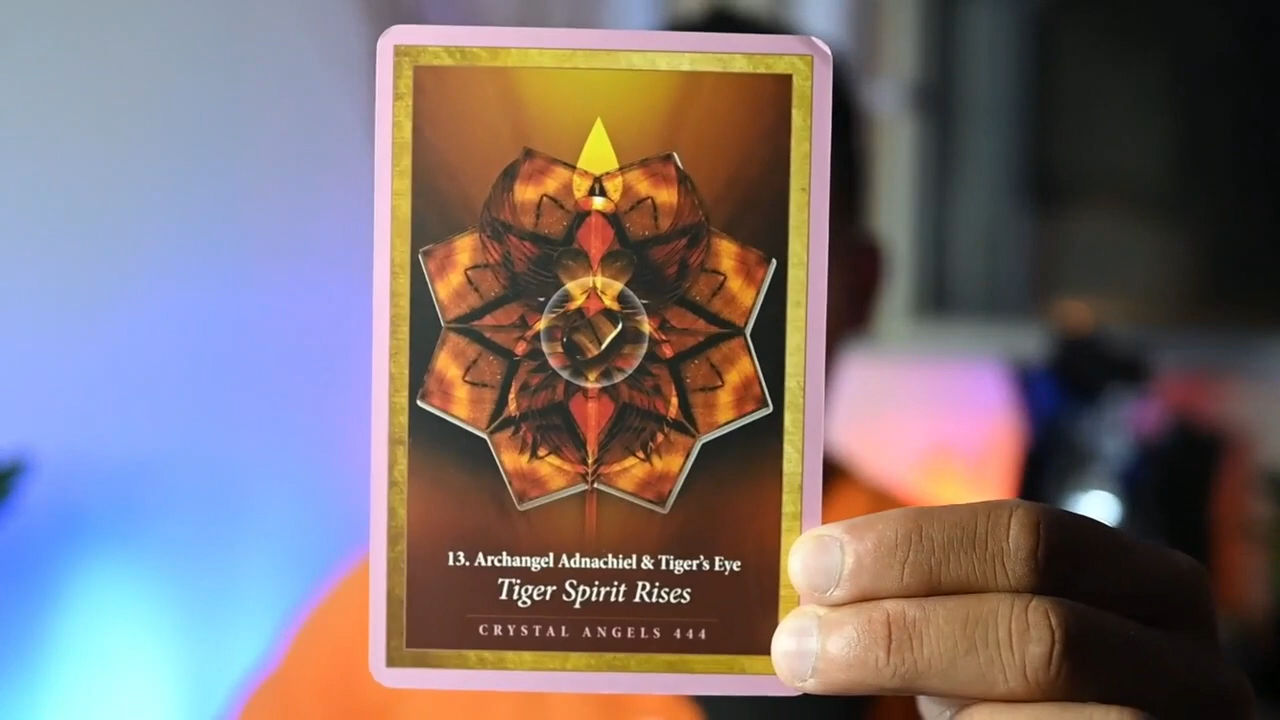 13. Archangel Adnachiel & Tiger's Eye
Tiger Spirit Rises
CRYSTAL ANGELS 444